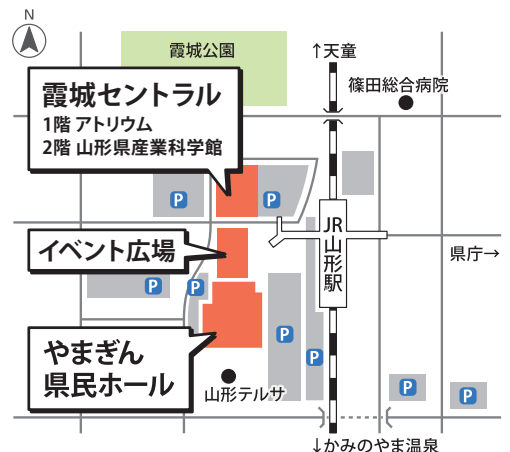 N
霞城公園
↑天童
篠田総合病院
霞城セントラル
1階 アトリウム
2階 山形県産業科学館
P
P
JR山形駅
イベント広場
県庁→
P
P
やまぎん
県民ホール
P
P
山形テルサ
P
P
↓かみのやま温泉